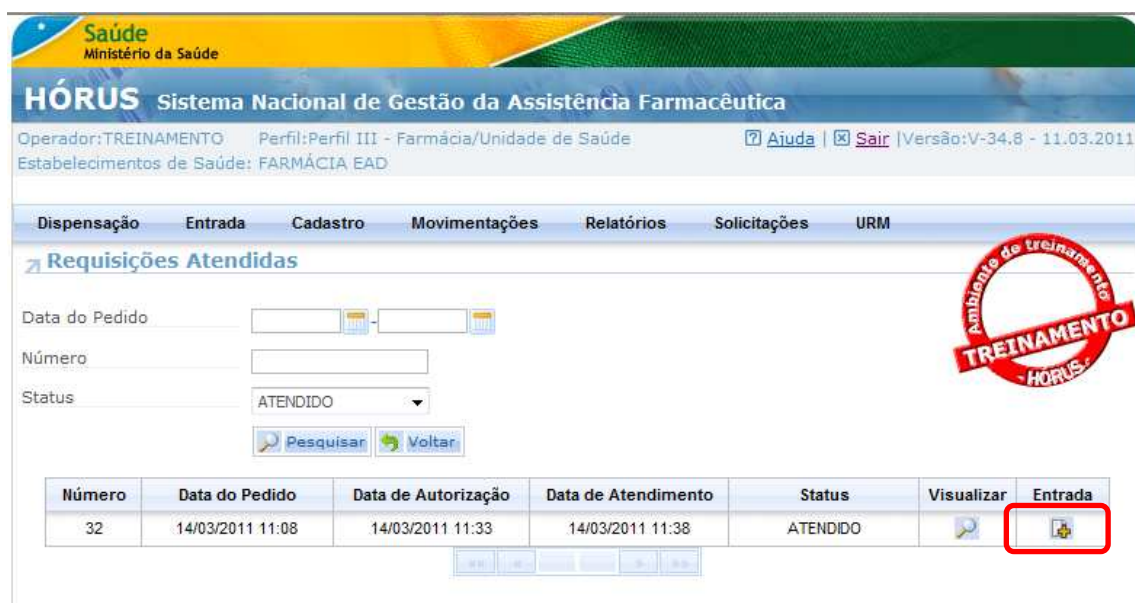 Saúde
Ministério da Saúde
HÓRUS Sistema Nacional de Gestão da Assistência Farmacêutica
Operador:TREINAMENTO Perfil:Perfil III - Farmácia/Unidade de Saúde Ajuda | Sair |Versão:V-34.8 - 11.03.2011
Estabelecimentos de Saúde: FARMÁCIA EAD
Dispensação Entrada Cadastro Movimentações Relatórios Solicitações URM
Requisições Atendidas
Ambiente de treinamento
TREINAMENTO
- HÓRUS -
Data do Pedido -
Número
Status ATENDIDO
Pesquisar Voltar
Número Data do Pedido Data de Autorização Data de Atendimento Status Visualizar Entrada
32 14/03/2011 11:08 14/03/2011 11:33 14/03/2011 11:38 ATENDIDO
«« « » »»